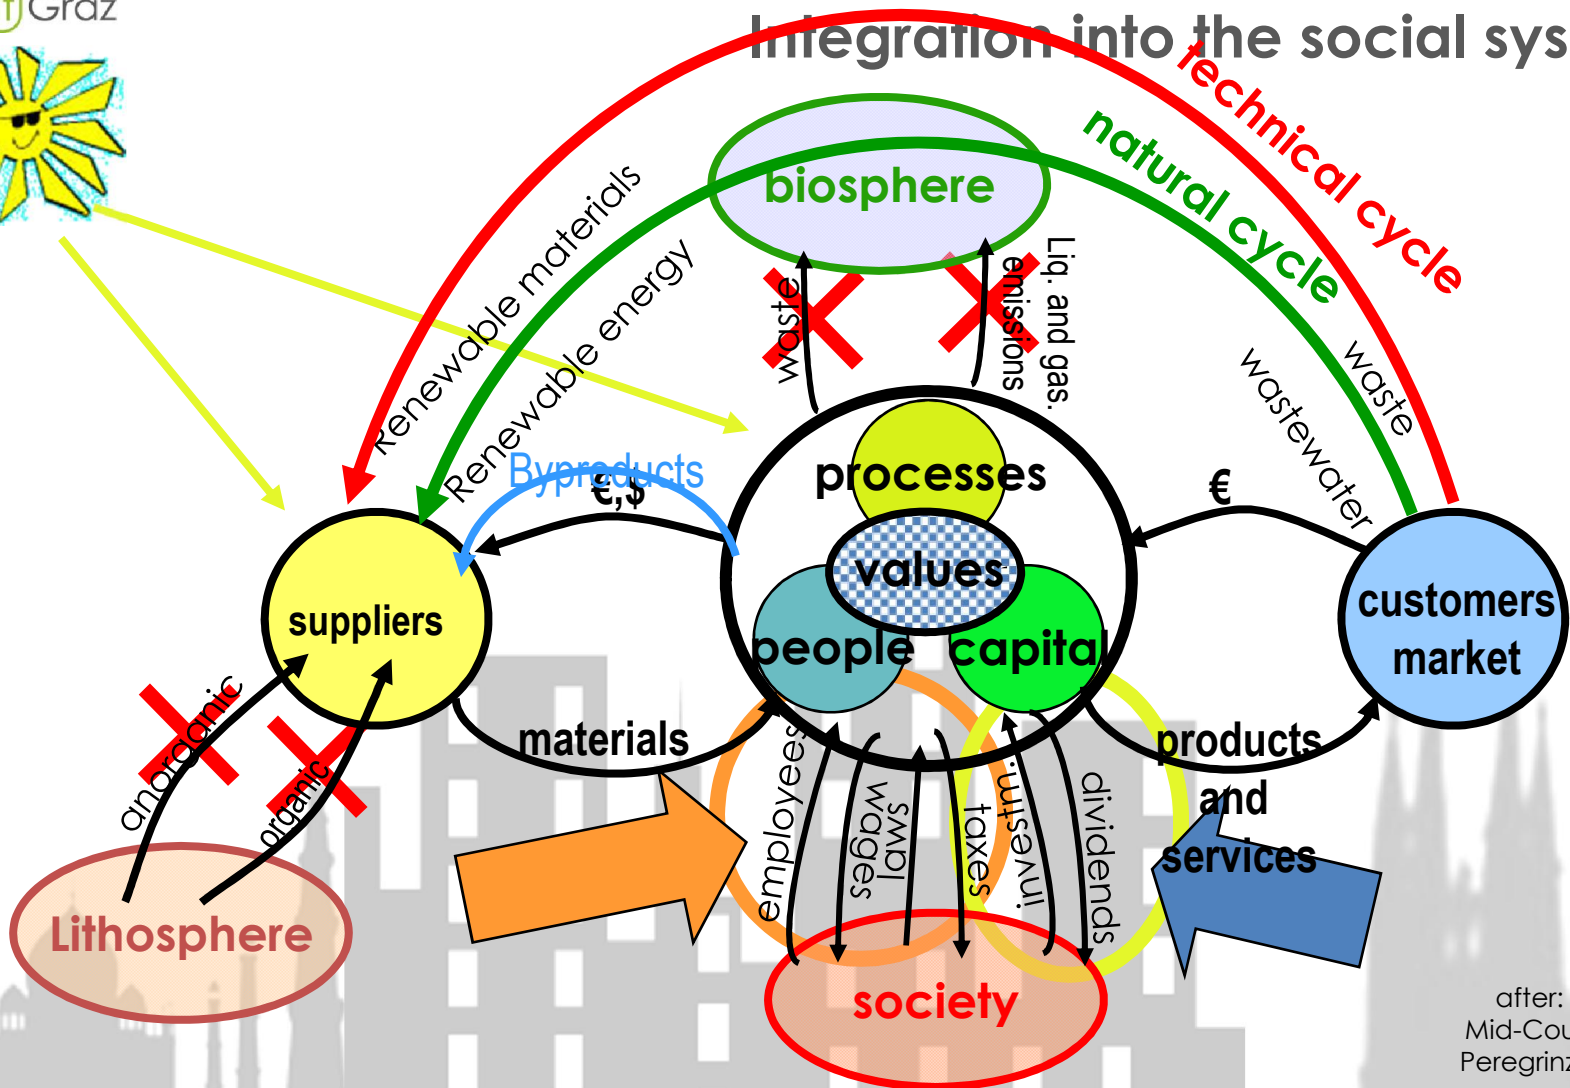 Graz
Integration into the social sys
technical cycle
natural cycle
biosphere
Renewable materials
Renewable energy
waste
Liq. and gas.
emissions
waste
wastewater
Byproducts
€,$
€
processes
values
people
capital
suppliers
customers
market
materials
products
and
services
anorganic
organic
Lithosphere
employees
wages
laws
taxes
investm.
dividends
society
after:
Mid-Cou
Peregrinz